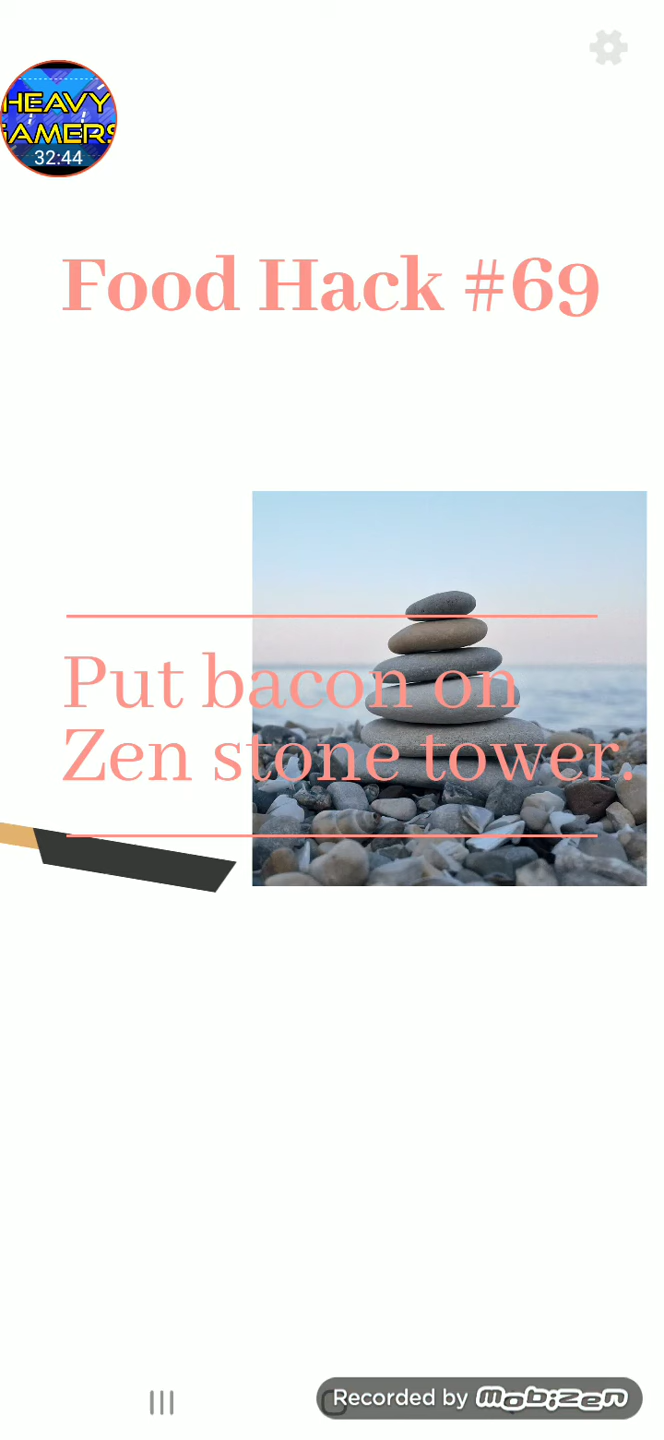 HEAVY
GAMERS
32:44
Food Hack #69
Put bacon on
Zen stone tower.
Recorded by mobizen